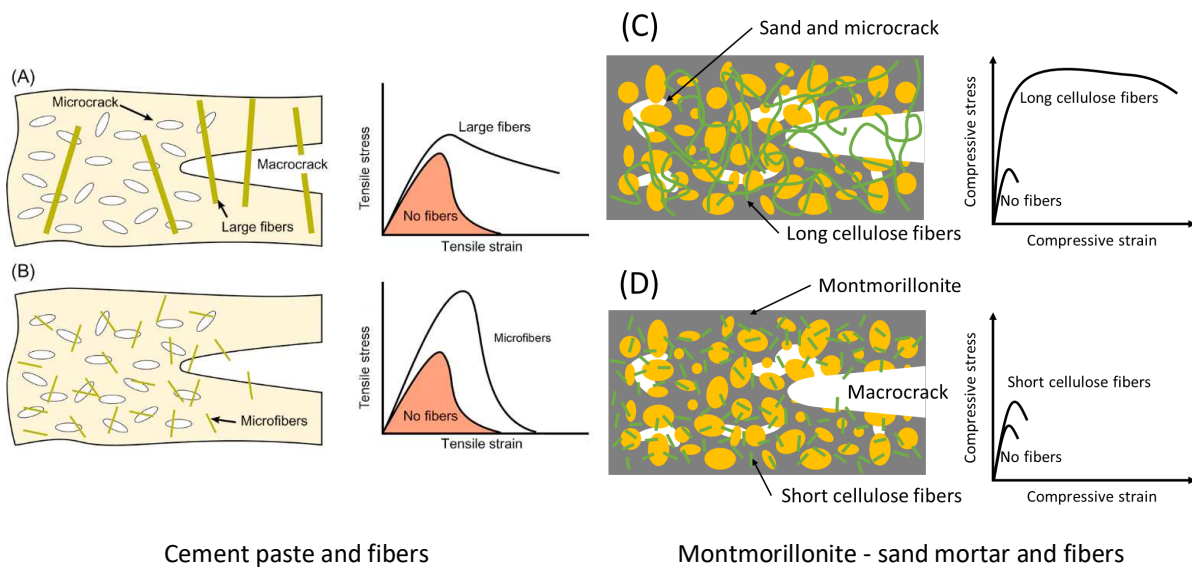 (A)
Microcrack
Macrocrack
Large fibers
Tensile stress
Large fibers
No fibers
Tensile strain
(B)
Microfibers
Tensile stress
Microfibers
No fibers
Tensile strain
Cement paste and fibers
(C)
Sand and microcrack
Long cellulose fibers
Compressive stress
Long cellulose fibers
No fibers
Compressive strain
(D)
Montmorillonite
Macrocrack
Short cellulose fibers
Compressive stress
Short cellulose fibers
No fibers
Compressive strain
Montmorillonite - sand mortar and fibers